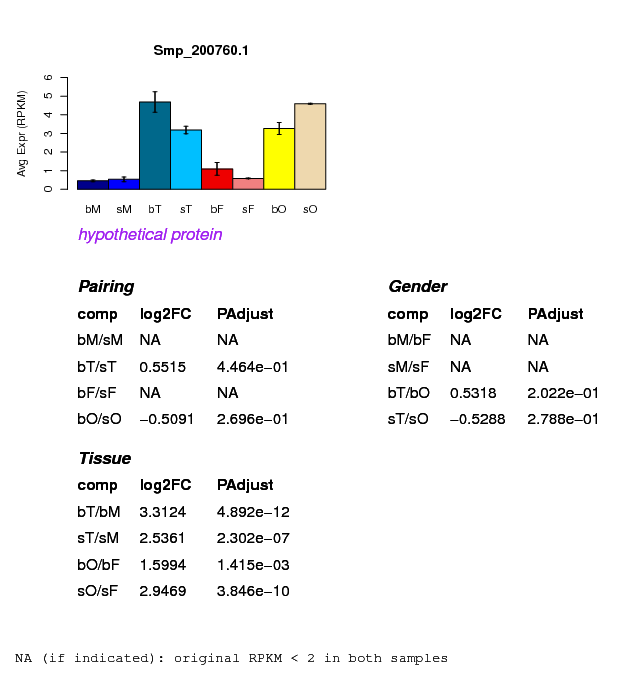 Smp_200760.1
Avg Expr (RPKM)
6
5
4
3
2
1
0
bM sM bT sT bF sF bO sO
hypothetical protein
Pairing
comp log2FC PAdjust
bM/sM NA NA
bT/sT 0.5515 4.464e−01
bF/sF NA NA
bO/sO −0.5091 2.696e−01
Gender
comp log2FC PAdjust
bM/bF NA NA
sM/sF NA NA
bT/bO 0.5318 2.022e−01
sT/sO −0.5288 2.788e−01
Tissue
comp log2FC PAdjust
bT/bM 3.3124 4.892e−12
sT/sM 2.5361 2.302e−07
bO/bF 1.5994 1.415e−03
sO/sF 2.9469 3.846e−10
NA (if indicated): original RPKM < 2 in both samples